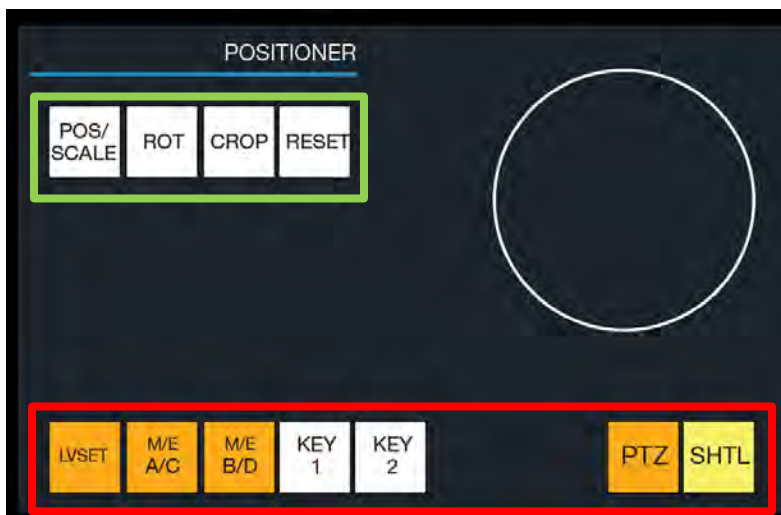 POSITIONER
POS/
SCALE
ROT
CROP
RESET
LVSET
M/E
A/C
M/E
B/D
KEY
1
KEY
2
PTZ
SHTL